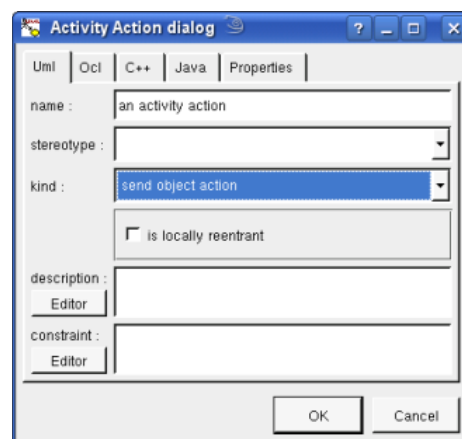 Activity Action dialog
Uml Ocl C++ Java Properties
name : an activity action
stereotype :
kind : send object action
is locally reentrant
description :
Editor
constraint :
Editor
OK Cancel